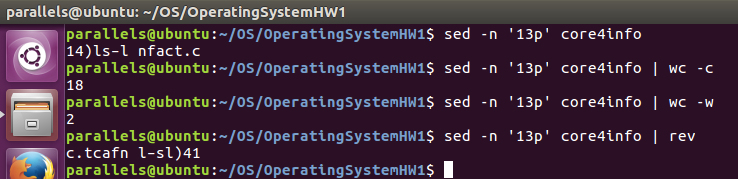 parallels@ubuntu: ~/OS/OperatingSystemHW1
parallels@ubuntu:~/OS/OperatingSystemHW1$ sed -n '13p' core4info
14)ls-l nfact.c
parallels@ubuntu:~/OS/OperatingSystemHW1$ sed -n '13p' core4info | wc -c
18
parallels@ubuntu:~/OS/OperatingSystemHW1$ sed -n '13p' core4info | wc -w
2
parallels@ubuntu:~/OS/OperatingSystemHW1$ sed -n '13p' core4info | rev
c.tcafn l-sl)41
parallels@ubuntu:~/OS/OperatingSystemHW1$